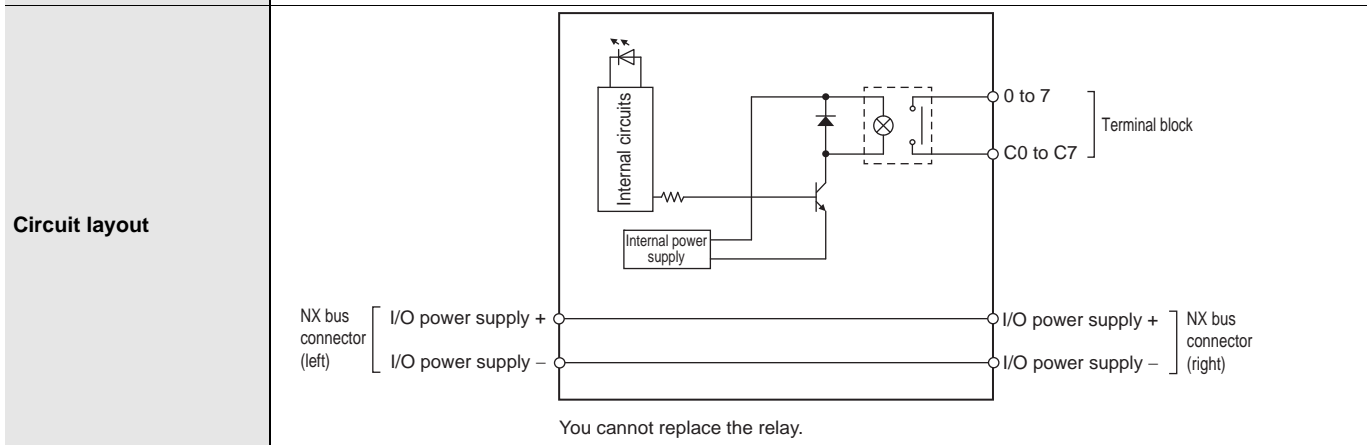 Circuit layout
Internal circuits
Internal power
supply
0 to 7
C0 to C7
Terminal block
NX bus
connector
(left)
I/O power supply +
I/O power supply –
I/O power supply +
I/O power supply –
NX bus
connector
(right)
You cannot replace the relay.